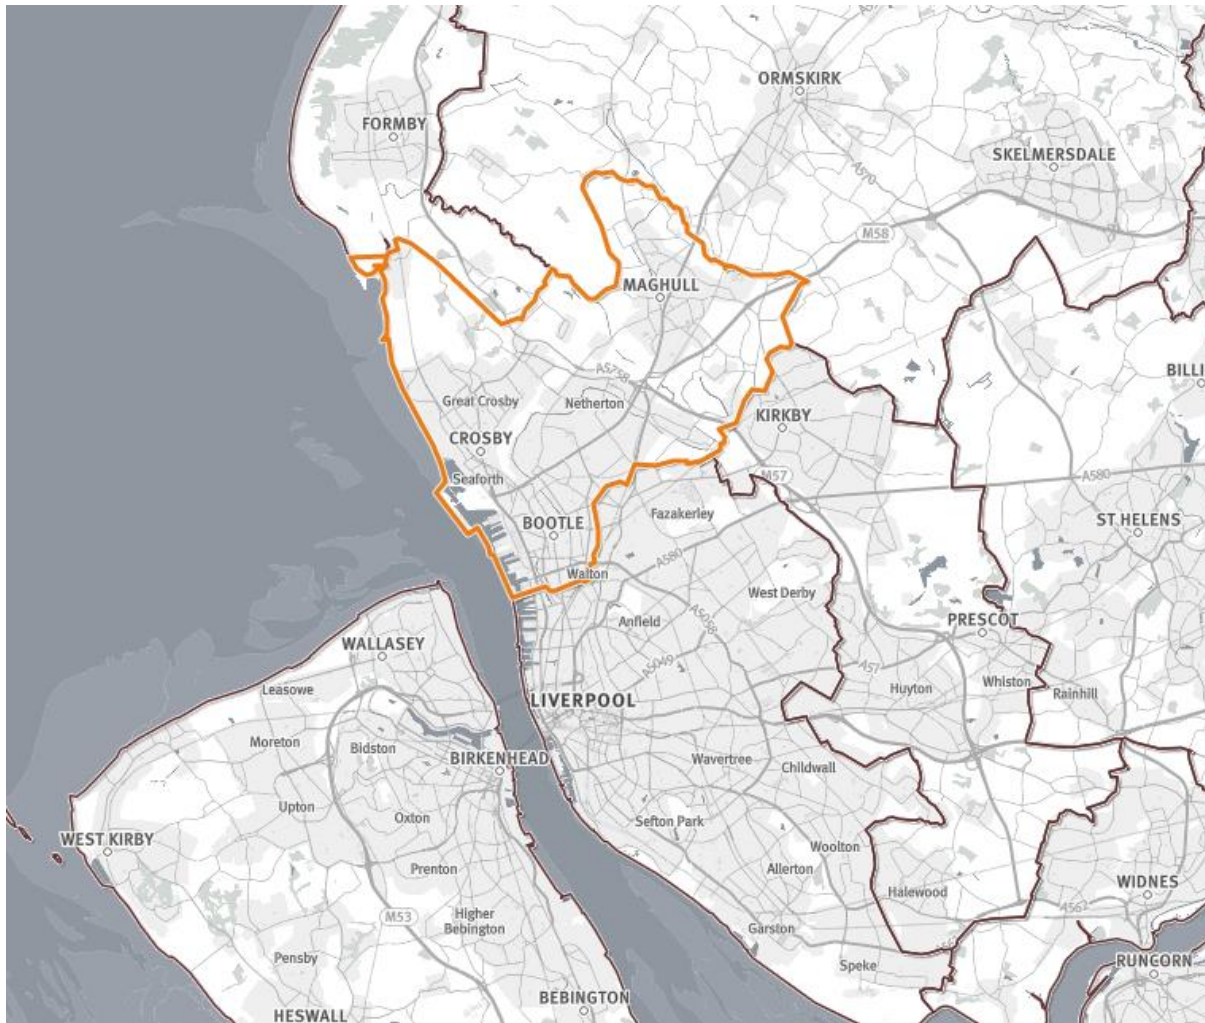 ORMSKIRK
FORMBY
SKELMERSDALE
A570
M58
MAGHULL
BILLI
A5758
Great Crosby
Netherton
KIRKBY
CROSBY
Seaforth
M57
A580
BOOTLE
Fazakerley
ST HELENS
A580
Walton
West Derby
Anfield
A5058
PRESCOT
WALLASEY
A5049
A57
Leasowe
Huyton
Whiston
Rainhill
LIVERPOOL
Moreton
Bidston
BIRKENHEAD
Wavertree
Childwall
Upton
Oxton
Sefton Park
WEST KIRBY
Woolton
Prenton
Allerton
Halewood
WIDNES
M53
Higher
Bebington
A562
Garston
Pensby
Speke
RUNCORN
BEBINGTON
HESWALL